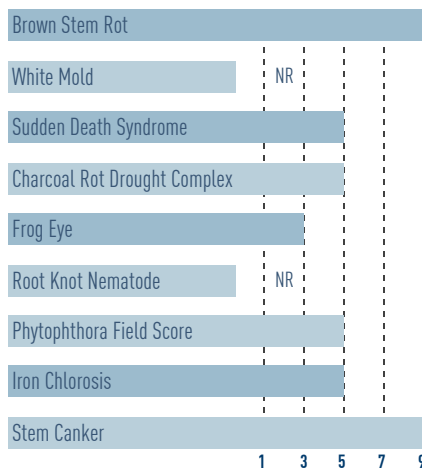 Brown Stem Rot
White Mold NR
Sudden Death Syndrome
Charcoal Rot Drought Complex
Frog Eye
Root Knot Nematode NR
Phytophthora Field Score
Iron Chlorosis
Stem Canker
1 3 5 7 9